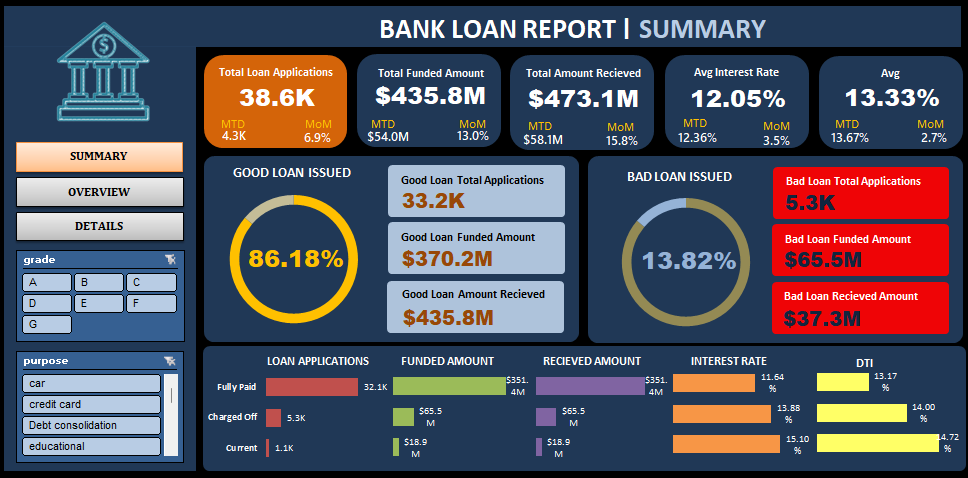 BANK LOAN REPORT | SUMMARY
$
SUMMARY
OVERVIEW
DETAILS
grade
A B C
D E F
G
purpose
car
credit card
Debt consolidation
educational
Total Loan Applications
38.6K
MTD MoM
4.3K 6.9%
Total Funded Amount
$435.8M
MTD MoM
$54.0M 13.0%
Total Amount Recieved
$473.1M
MTD MoM
$58.1M 15.8%
Avg Interest Rate
12.05%
MTD MoM
12.36% 3.5%
Avg
13.33%
MTD MoM
13.67% 2.7%
GOOD LOAN ISSUED
86.18%
Good Loan Total Applications
33.2K
Good Loan Funded Amount
$370.2M
Good Loan Amount Recieved
$435.8M
BAD LOAN ISSUED
13.82%
Bad Loan Total Applications
5.3K
Bad Loan Funded Amount
$65.5M
Bad Loan Recieved Amount
$37.3M
LOAN APPLICATIONS
Fully Paid 32.1K
Charged Off 5.3K
Current 1.1K
FUNDED AMOUNT
$351.
4M
$65.5
M
$18.9
M
RECIEVED AMOUNT
$351.
4M
$65.5
M
$18.9
M
INTEREST RATE
11.64
%
13.88
%
15.10
%
DTI
13.17
%
14.00
%
14.72
%